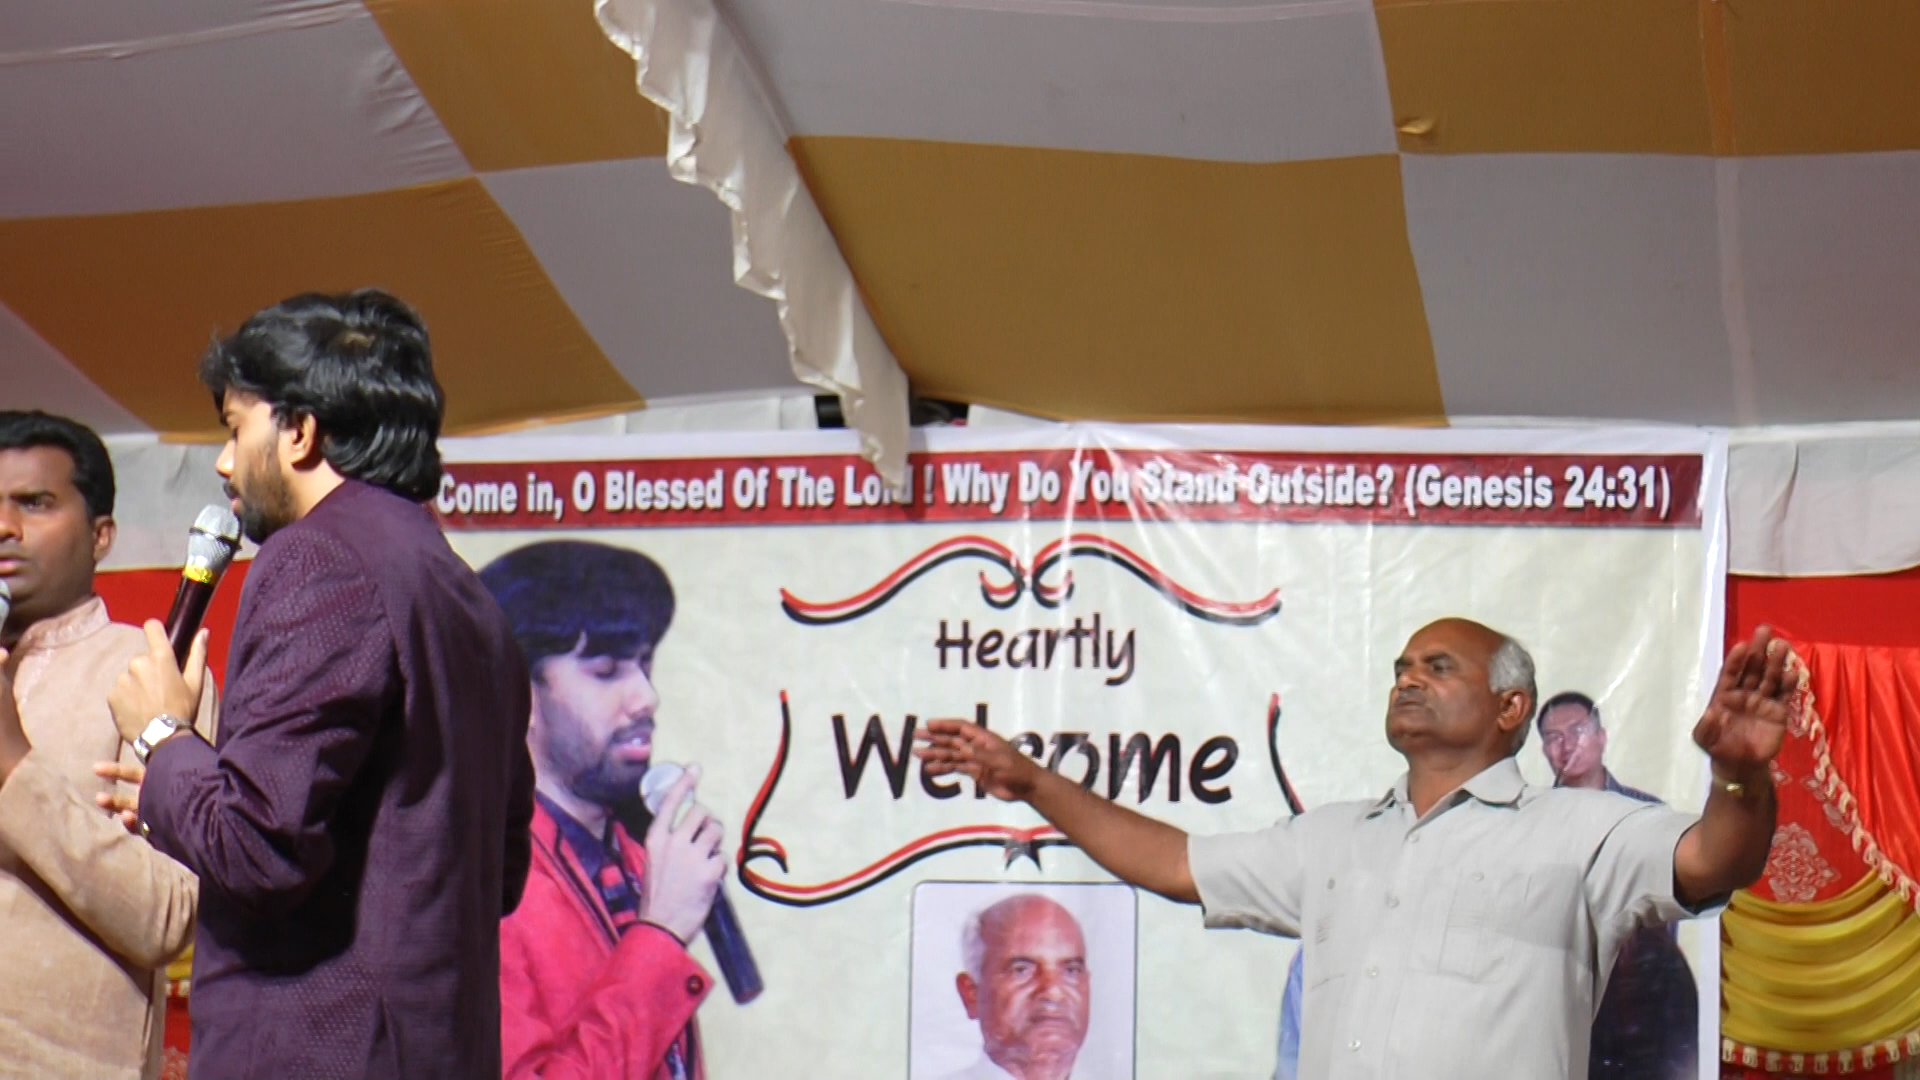 Come in, O Blessed Of The Lord ! Why Do You Stand Outside? (Genesis 24:31)
Heartly
Welcome